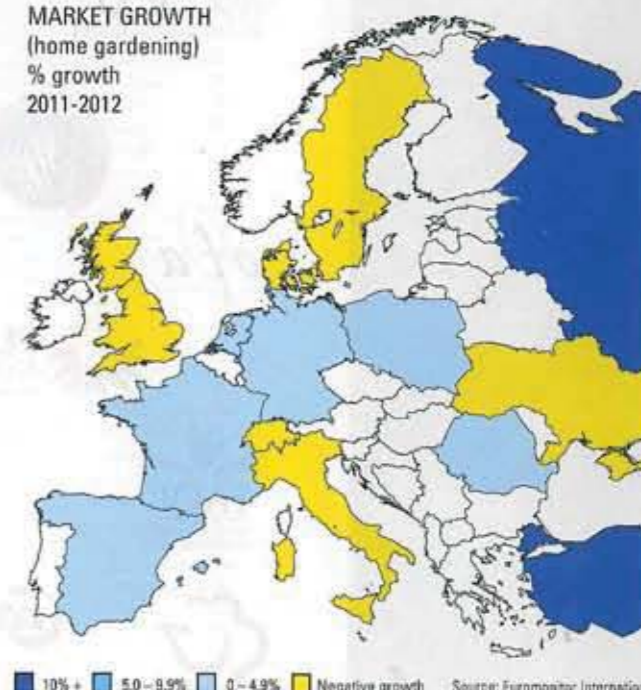 MARKET GROWTH
(home gardening)
% growth
2011-2012
10% + 5.0 – 9.9% 0 – 4.9% Negative growth Source: Euromonitor Internatio